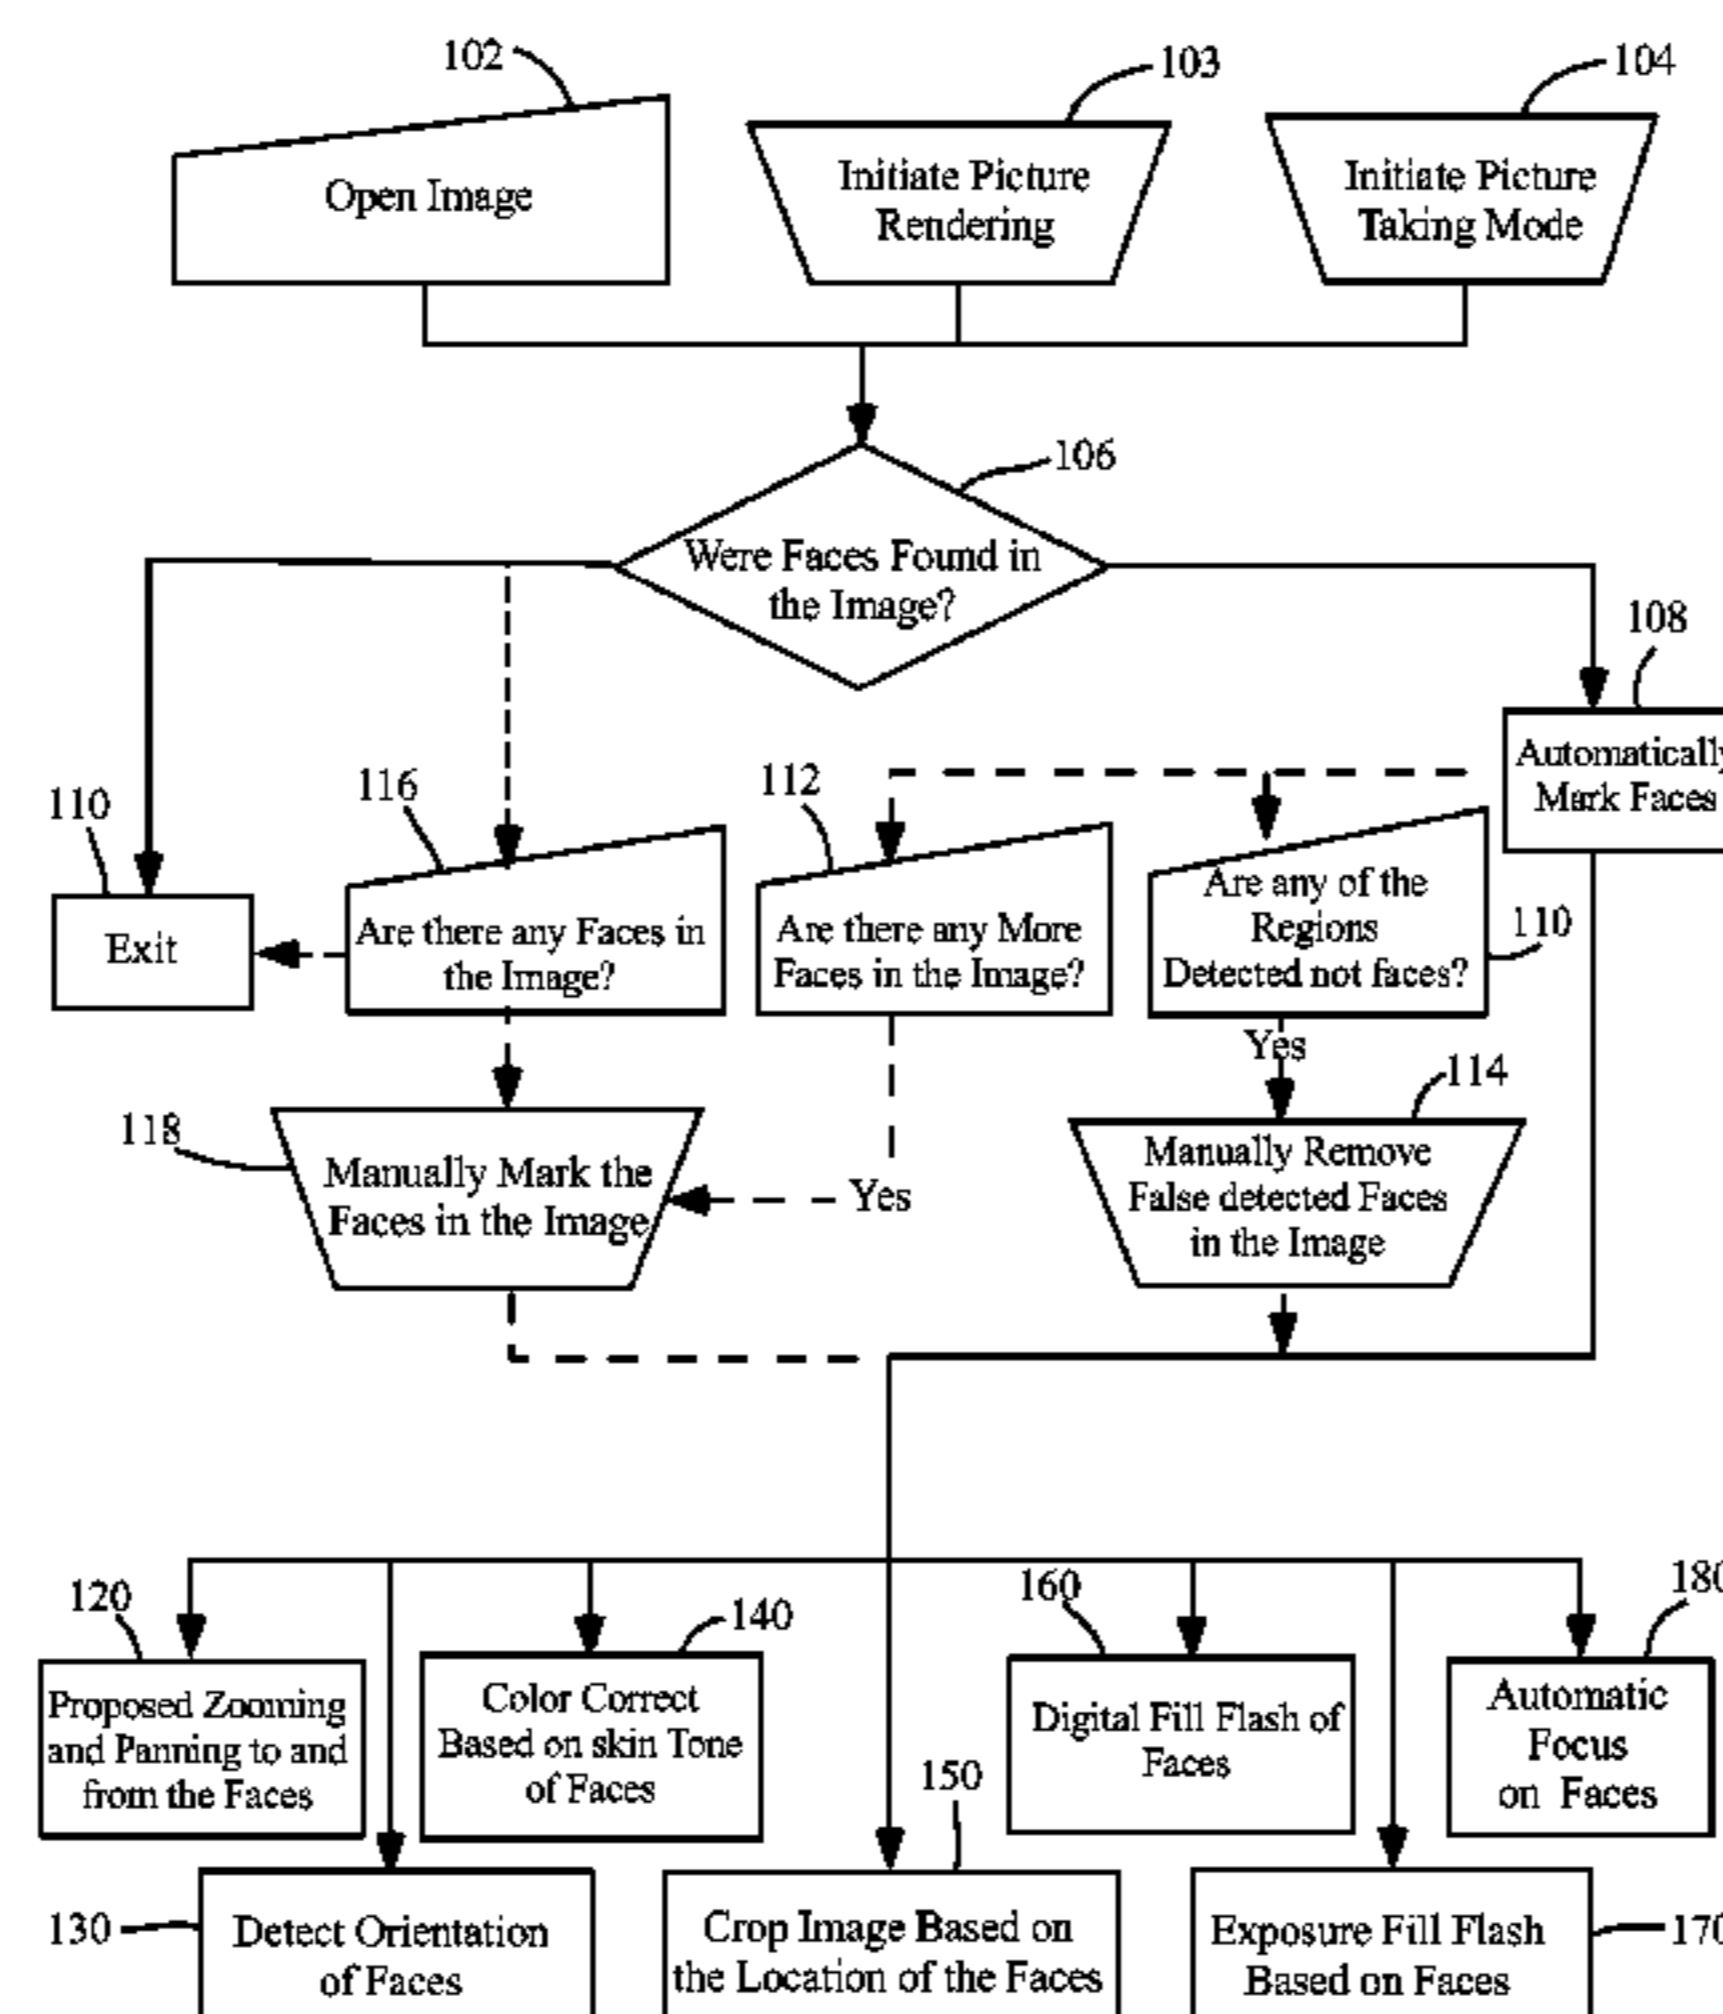 102
103
104
Open Image
Initiate Picture
Rendering
Initiate Picture
Taking Mode
106
Were Faces Found in
the Image?
108
Automatically
Mark Faces
110
116
112
Exit
Are there any Faces in
the Image?
Are there any More
Faces in the Image?
Are any of the
Regions
Detected not faces?
110
Yes
114
118
Manually Mark the
Faces in the Image
Yes
Manually Remove
False detected Faces
in the Image
120
140
160
180
Proposed Zooming
and Panning to and
from the Faces
Color Correct
Based on skin Tone
of Faces
150
Digital Fill Flash of
Faces
Automatic
Focus
on Faces
130
Detect Orientation
of Faces
Crop Image Based on
the Location of the Faces
Exposure Fill Flash
Based on Faces
170